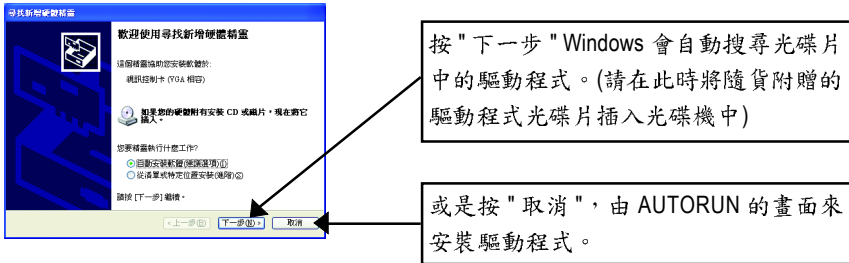 尋找新增硬體精靈
歡迎使用尋找新增硬體精靈
這個精靈協助您安裝軟體於:
視訊控制卡 (VGA 相容)
如果您的硬體附有安裝 CD 或磁片，現在將它
插入。
您要精靈執行什麼工作?
自動安裝軟體(建議選項)(I)
從清單或特定位置安裝(進階)(S)
請按 [下一步] 繼續。
<上一步(B)
下一步(N)>
取消
按 " 下一步 " Windows 會自動搜尋光碟片
中的驅動程式。(請在此時將隨貨附贈的
驅動程式光碟片插入光碟機中)
或是按 " 取消 "，由 AUTORUN 的畫面來
安裝驅動程式。